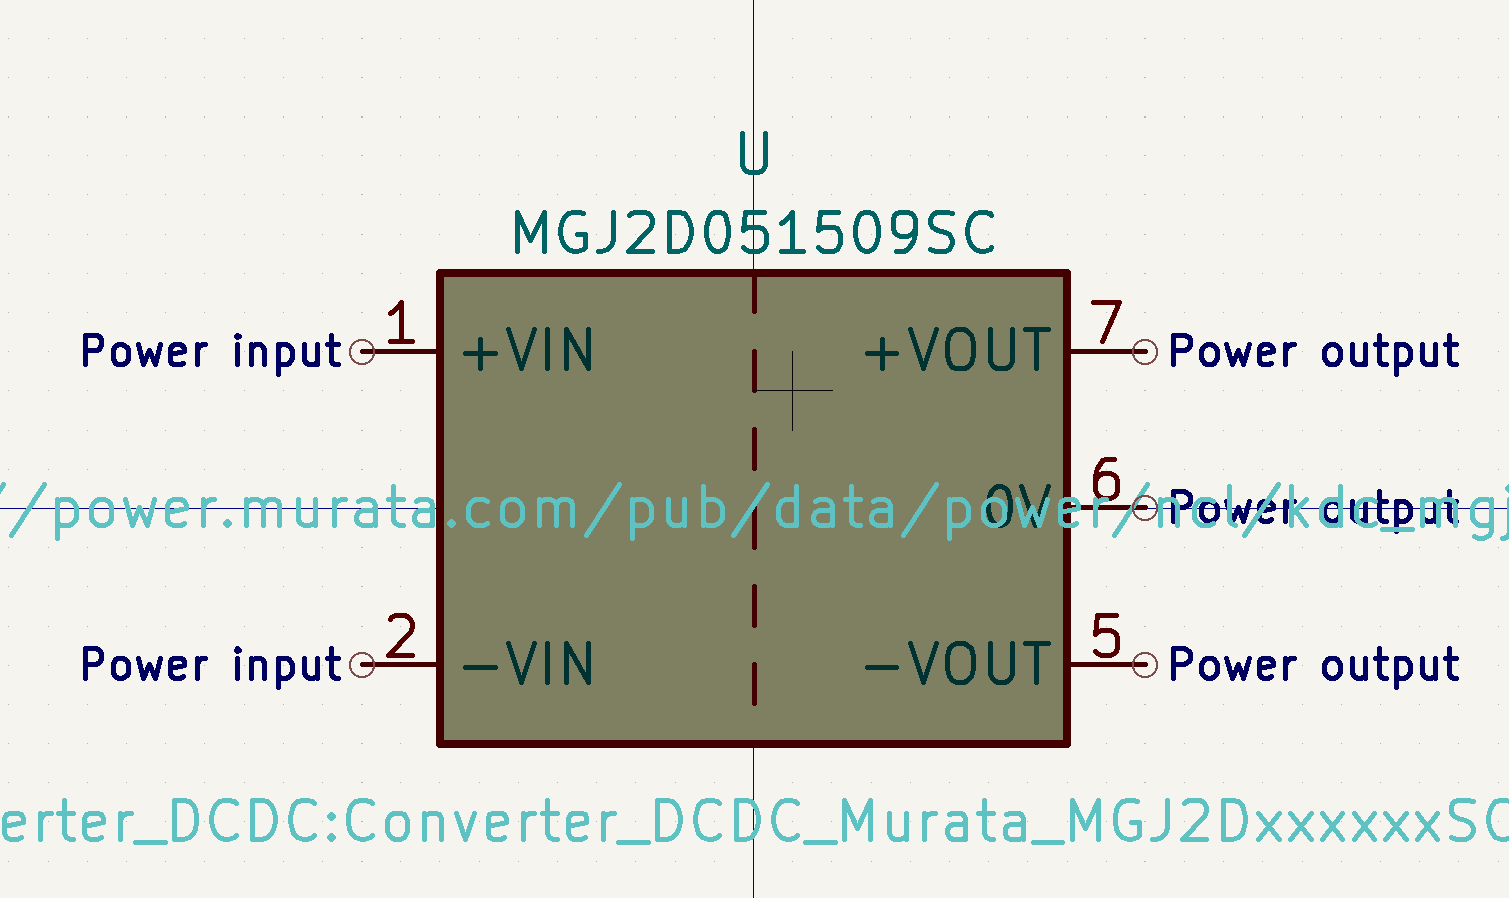 U
MGJ2D051509SC
Power input 1 +VIN +VOUT 7 Power output
//power.murata.com/pub/data/power/ncl/kdc_mgj
0V 6 Power output
Power input 2 -VIN -VOUT 5 Power output
erter_DCDC:Converter_DCDC_Murata_MGJ2DxxxxxxSC